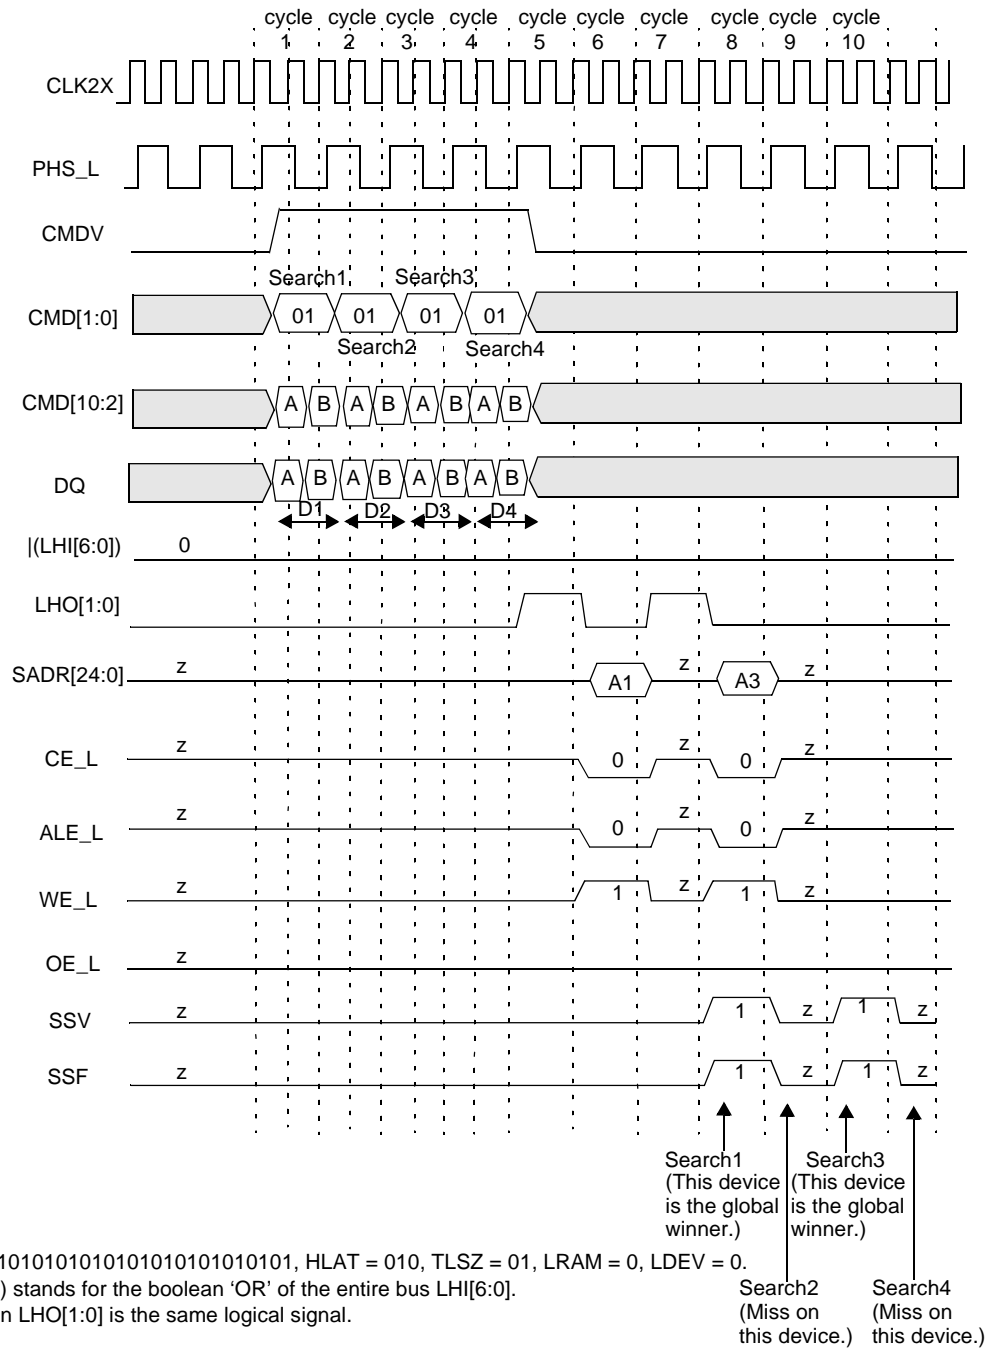 cycle cycle cycle cycle cycle cycle cycle cycle cycle cycle
1 2 3 4 5 6 7 8 9 10
CLK2X
PHS_L
CMDV
Search1 Search3
CMD[1:0] 01 01 01 01
Search2 Search4
CMD[10:2] A B A B A B A B
DQ A B A B A B A B
D1 D2 D3 D4
|(LHI[6:0]) 0
LHO[1:0]
SADR[24:0] z A1 z A3 z
CE_L z 0 z 0 z
ALE_L z 0 z 0 z
WE_L z 1 z 1 z
OE_L z
SSV z 1 z 1 z
SSF z 1 z 1 z
Search1
(This device
is the global
winner.)
Search3
(This device
is the global
winner.)
HLAT = 010, TLSZ = 01, LRAM = 0, LDEV = 0.
) stands for the boolean ‘OR’ of the entire bus LHI[6:0].
n LHO[1:0] is the same logical signal.
Search2
(Miss on
this device.)
Search4
(Miss on
this device.)